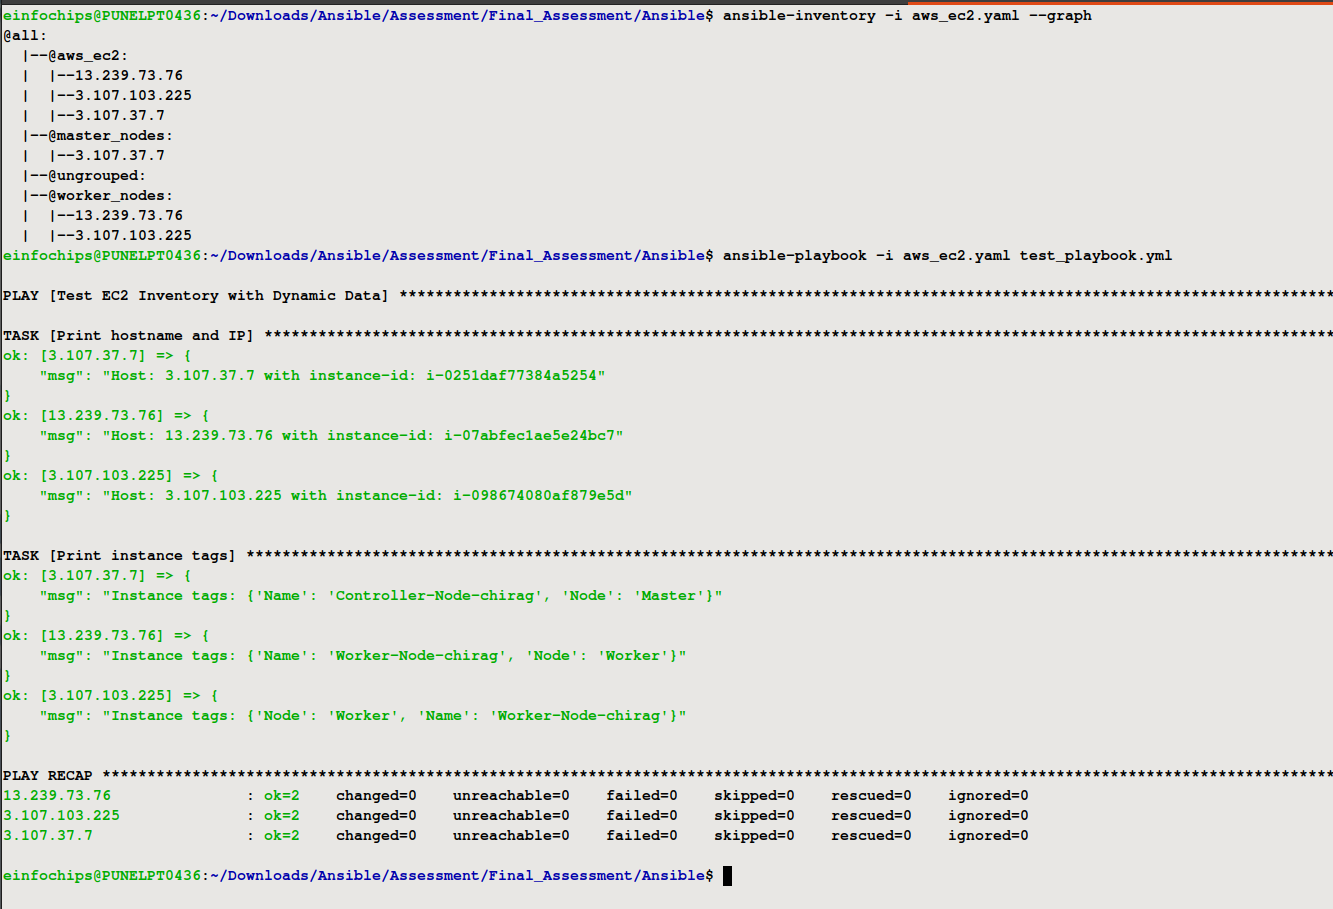 einfochips@PUNELPT0436:~/Downloads/Ansible/Assessment/Final_Assessment/Ansible$ ansible-inventory -i aws_ec2.yaml --graph
@all:
  |--@aws_ec2:
  |  |--13.239.73.76
  |  |--3.107.103.225
  |  |--3.107.37.7
  |--@master_nodes:
  |  |--3.107.37.7
  |--@ungrouped:
  |--@worker_nodes:
  |  |--13.239.73.76
  |  |--3.107.103.225
einfochips@PUNELPT0436:~/Downloads/Ansible/Assessment/Final_Assessment/Ansible$ ansible-playbook -i aws_ec2.yaml test_playbook.yml
PLAY [Test EC2 Inventory with Dynamic Data] ********************************************************************************************************
TASK [Print hostname and IP] ***********************************************************************************************************************
ok: [3.107.37.7] => {
    "msg": "Host: 3.107.37.7 with instance-id: i-0251daf77384a5254"
}
ok: [13.239.73.76] => {
    "msg": "Host: 13.239.73.76 with instance-id: i-07abfec1ae5e24bc7"
}
ok: [3.107.103.225] => {
    "msg": "Host: 3.107.103.225 with instance-id: i-098674080af879e5d"
}
TASK [Print instance tags] *************************************************************************************************************************
ok: [3.107.37.7] => {
    "msg": "Instance tags: {'Name': 'Controller-Node-chirag', 'Node': 'Master'}"
}
ok: [13.239.73.76] => {
    "msg": "Instance tags: {'Name': 'Worker-Node-chirag', 'Node': 'Worker'}"
}
ok: [3.107.103.225] => {
    "msg": "Instance tags: {'Node': 'Worker', 'Name': 'Worker-Node-chirag'}"
}
PLAY RECAP *****************************************************************************************************************************************
13.239.73.76               : ok=2    changed=0    unreachable=0    failed=0    skipped=0    rescued=0    ignored=0
3.107.103.225              : ok=2    changed=0    unreachable=0    failed=0    skipped=0    rescued=0    ignored=0
3.107.37.7                 : ok=2    changed=0    unreachable=0    failed=0    skipped=0    rescued=0    ignored=0
einfochips@PUNELPT0436:~/Downloads/Ansible/Assessment/Final_Assessment/Ansible$